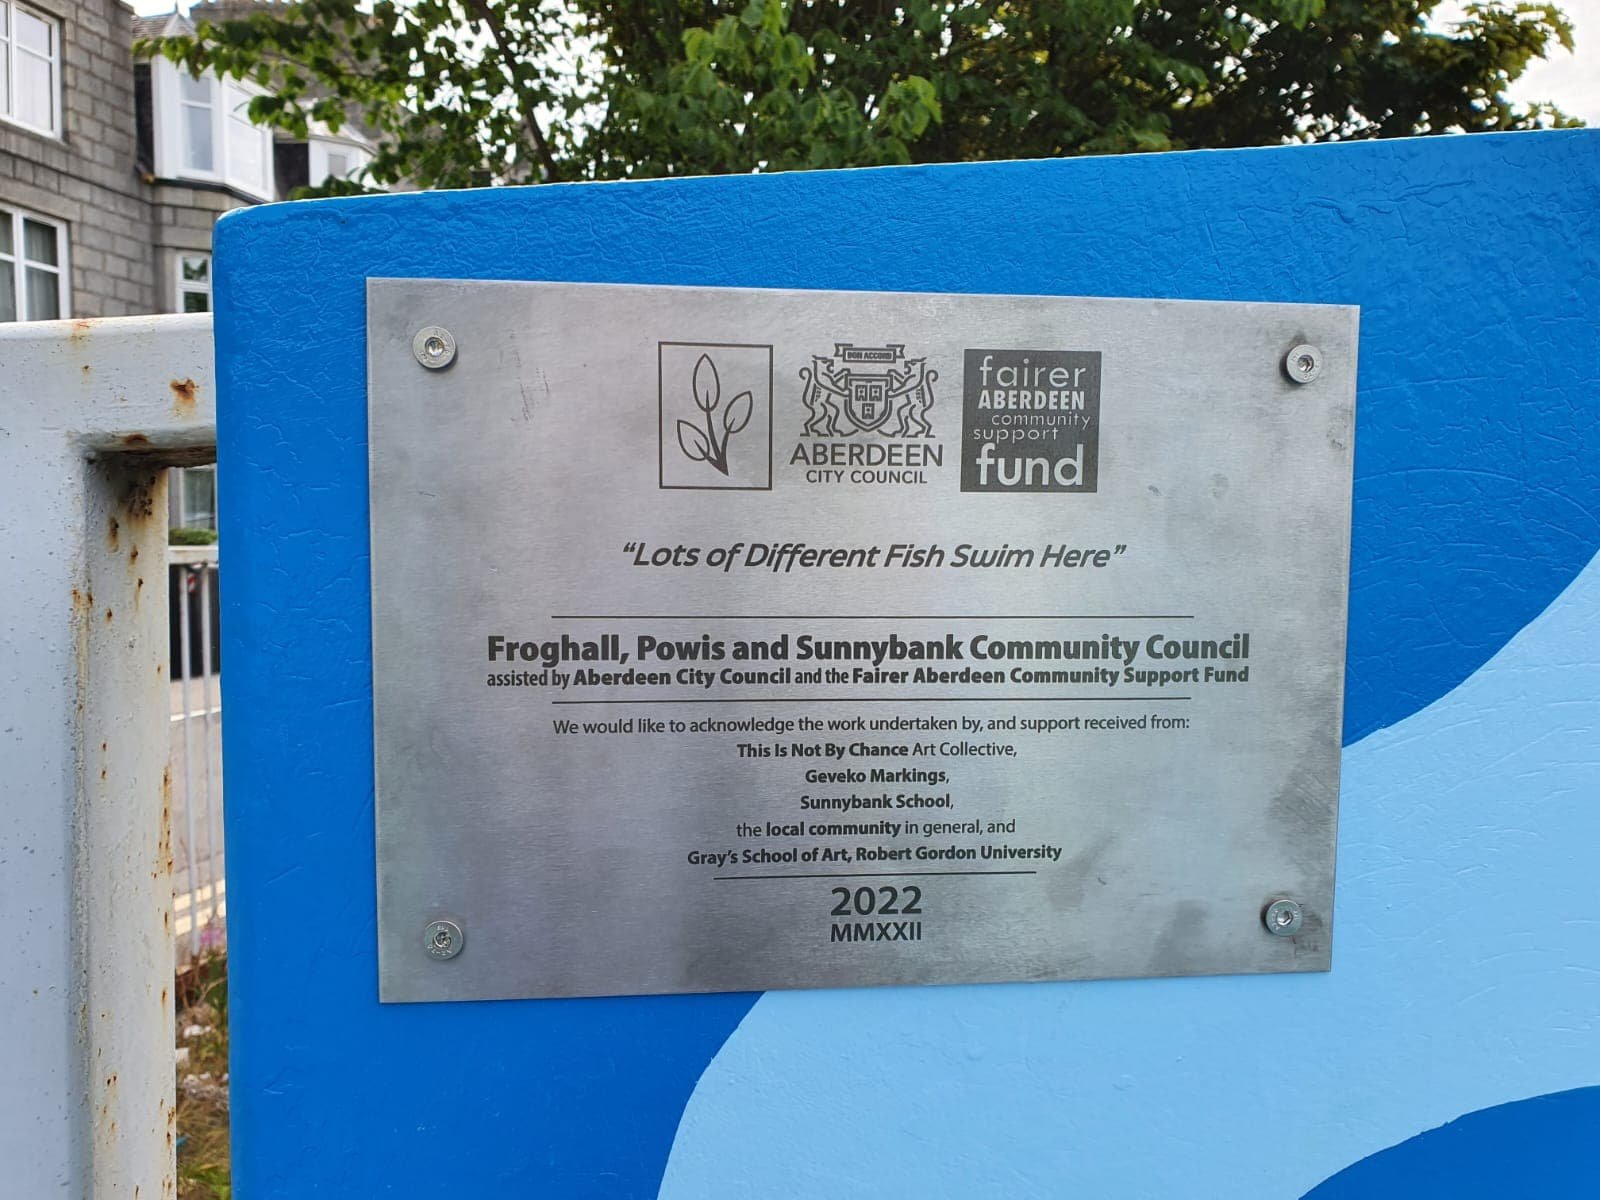 BON ACCORD
ABERDEEN
CITY COUNCIL
fairer
ABERDEEN
community
support
fund
“Lots of Different Fish Swim Here”
Froghall, Powis and Sunnybank Community Council
assisted by Aberdeen City Council and the Fairer Aberdeen Community Support Fund
We would like to acknowledge the work undertaken by, and support received from:
This Is Not By Chance Art Collective,
Geveko Markings,
Sunnybank School,
the local community in general, and
Gray’s School of Art, Robert Gordon University
2022
MMXXII